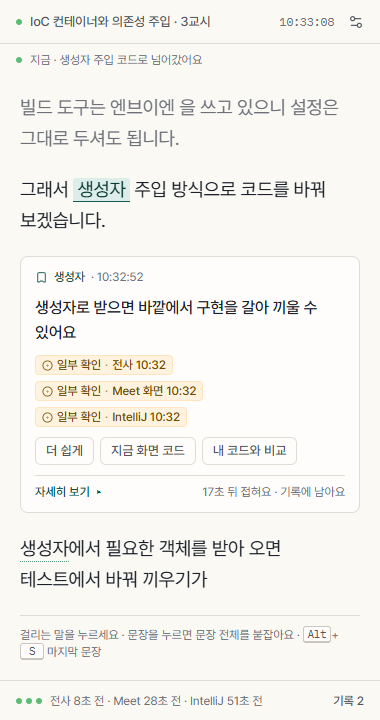 IoC 컨테이너와 의존성 주입 · 3교시 10:33:08
지금 · 생성자 주입 코드로 넘어갔어요
빌드 도구는 엔브이엔 을 쓰고 있으니 설정은
그대로 두셔도 됩니다.
그래서 생성자 주입 방식으로 코드를 바꿔
보겠습니다.
생성자 · 10:32:52
생성자로 받으면 바깥에서 구현을 갈아 끼울 수
있어요
일부 확인 · 전사 10:32
일부 확인 · Meet 화면 10:32
일부 확인 · IntelliJ 10:32
더 쉽게 지금 화면 코드 내 코드와 비교
자세히 보기 ▸ 17초 뒤 접혀요 · 기록에 남아요
생성자에서 필요한 객체를 받아 오면
테스트에서 바꿔 끼우기가
걸리는 말을 누르세요 · 문장을 누르면 문장 전체를 붙잡아요 · Alt +
S 마지막 문장
전사 8초 전 · Meet 28초 전 · IntelliJ 51초 전 기록 2